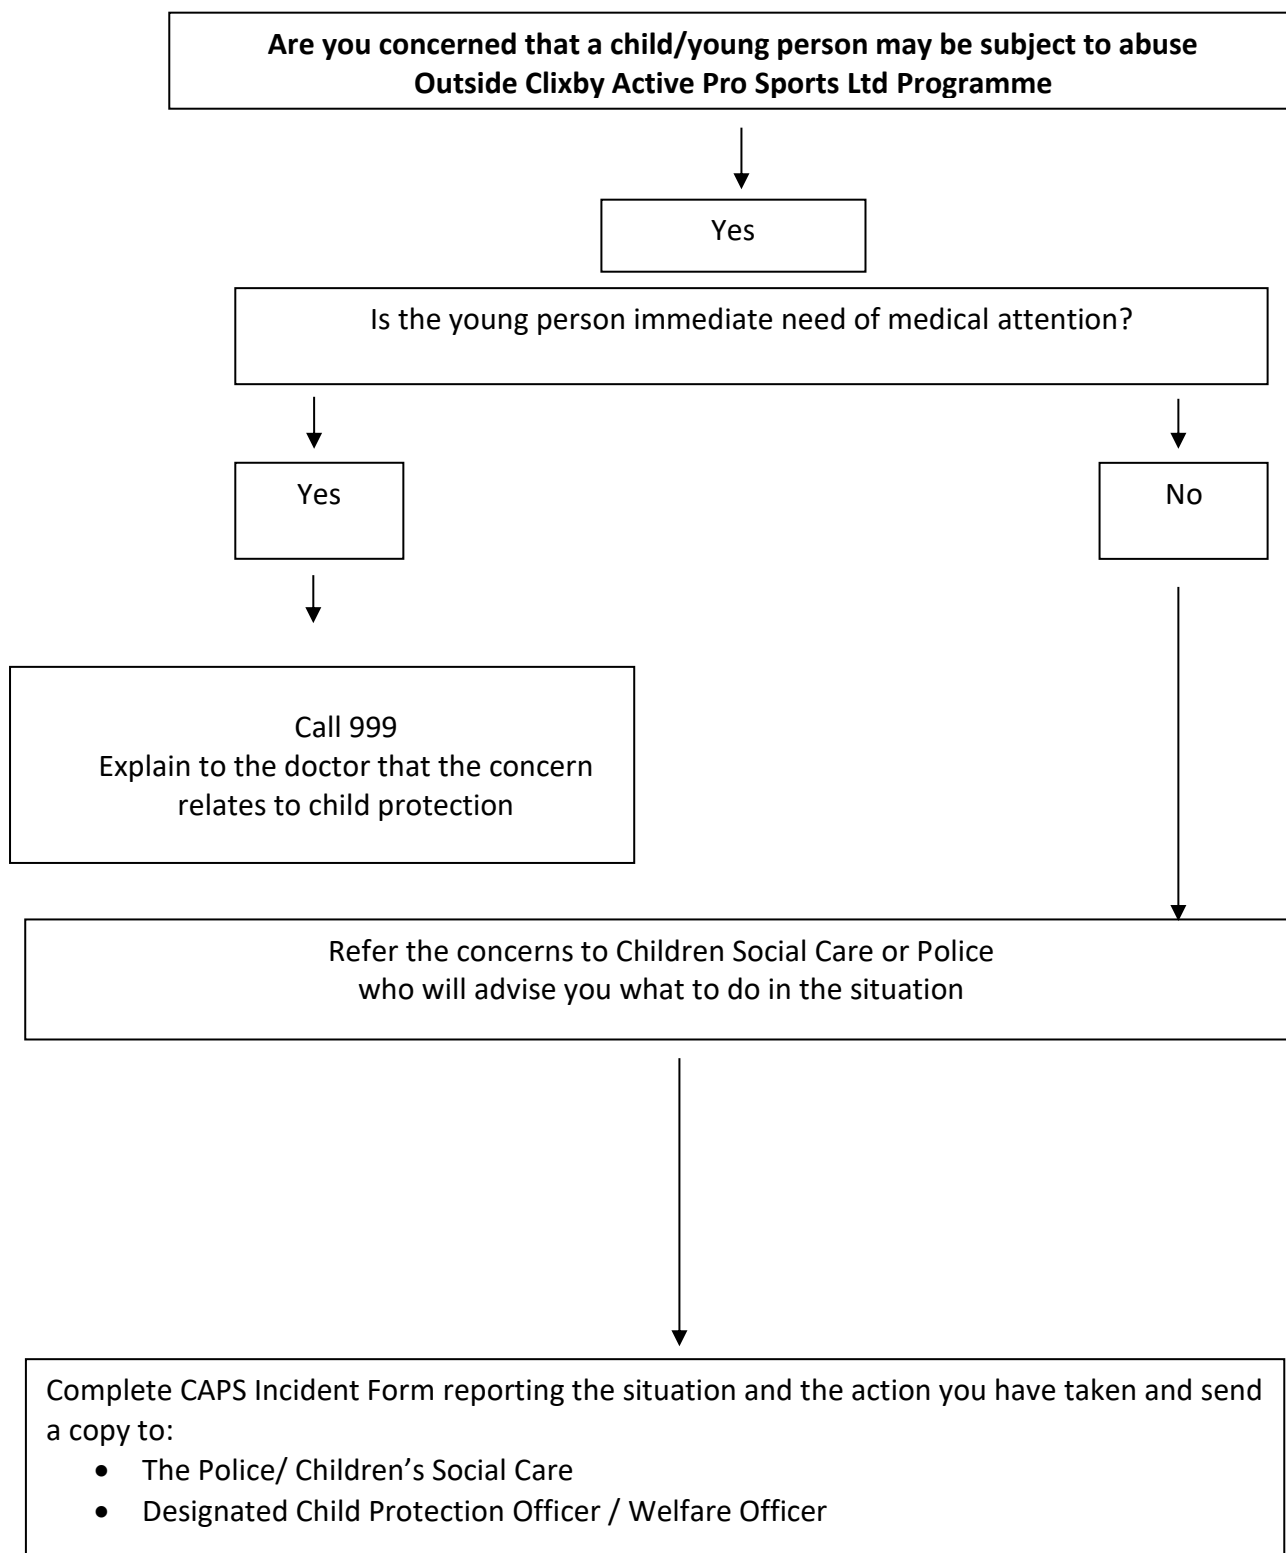 Are you concerned that a child/young person may be subject to abuse
Outside Clixby Active Pro Sports Ltd Programme
Yes
Is the young person immediate need of medical attention?
Yes
No
Call 999
Explain to the doctor that the concern
relates to child protection
Refer the concerns to Children Social Care or Police
who will advise you what to do in the situation
Complete CAPS Incident Form reporting the situation and the action you have taken and send
a copy to:
• The Police/ Children’s Social Care
• Designated Child Protection Officer / Welfare Officer